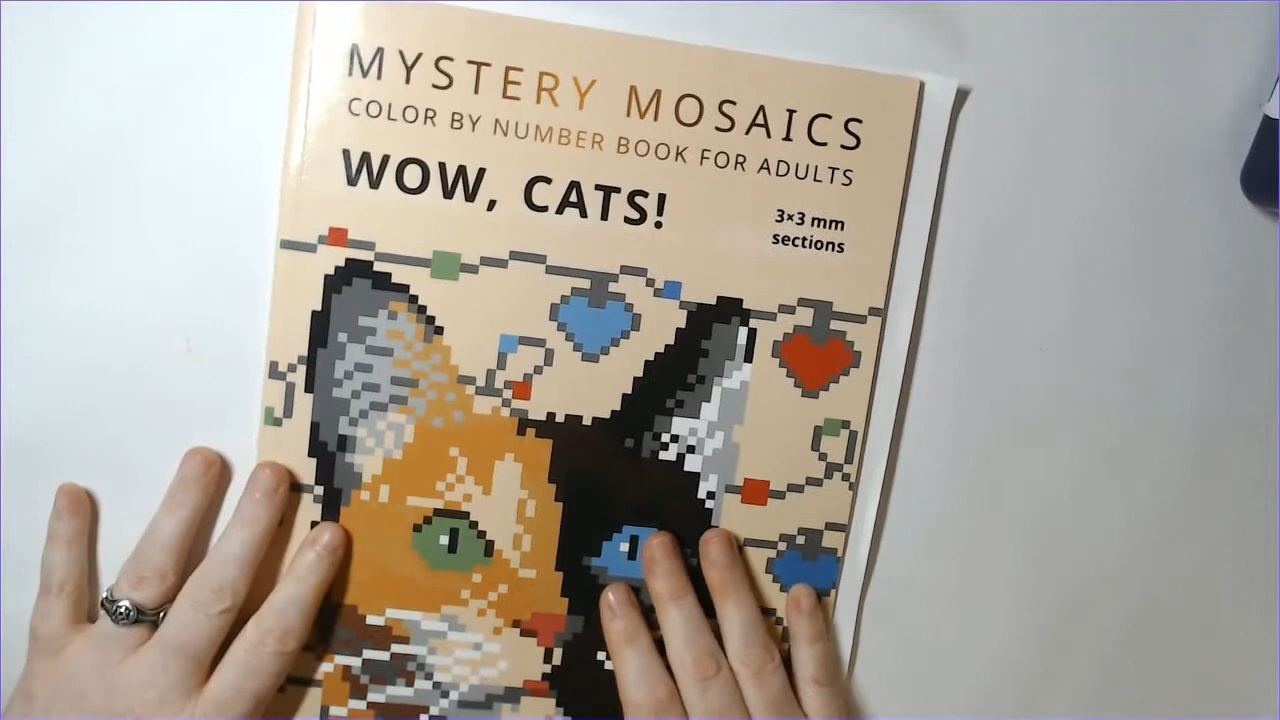 MYSTERY MOSAICS
COLOR BY NUMBER BOOK FOR ADULTS
WOW, CATS!
3×3 mm
sections